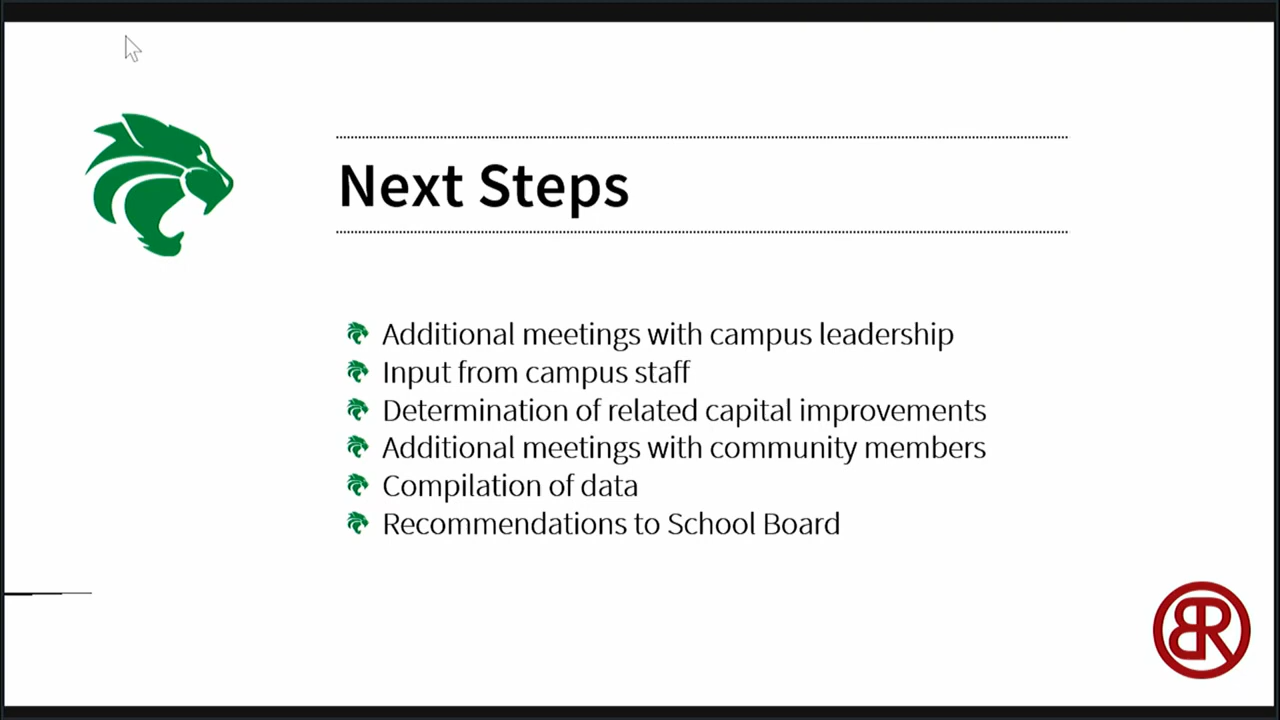 Next Steps
Additional meetings with campus leadership
Input from campus staff
Determination of related capital improvements
Additional meetings with community members
Compilation of data
Recommendations to School Board
BR